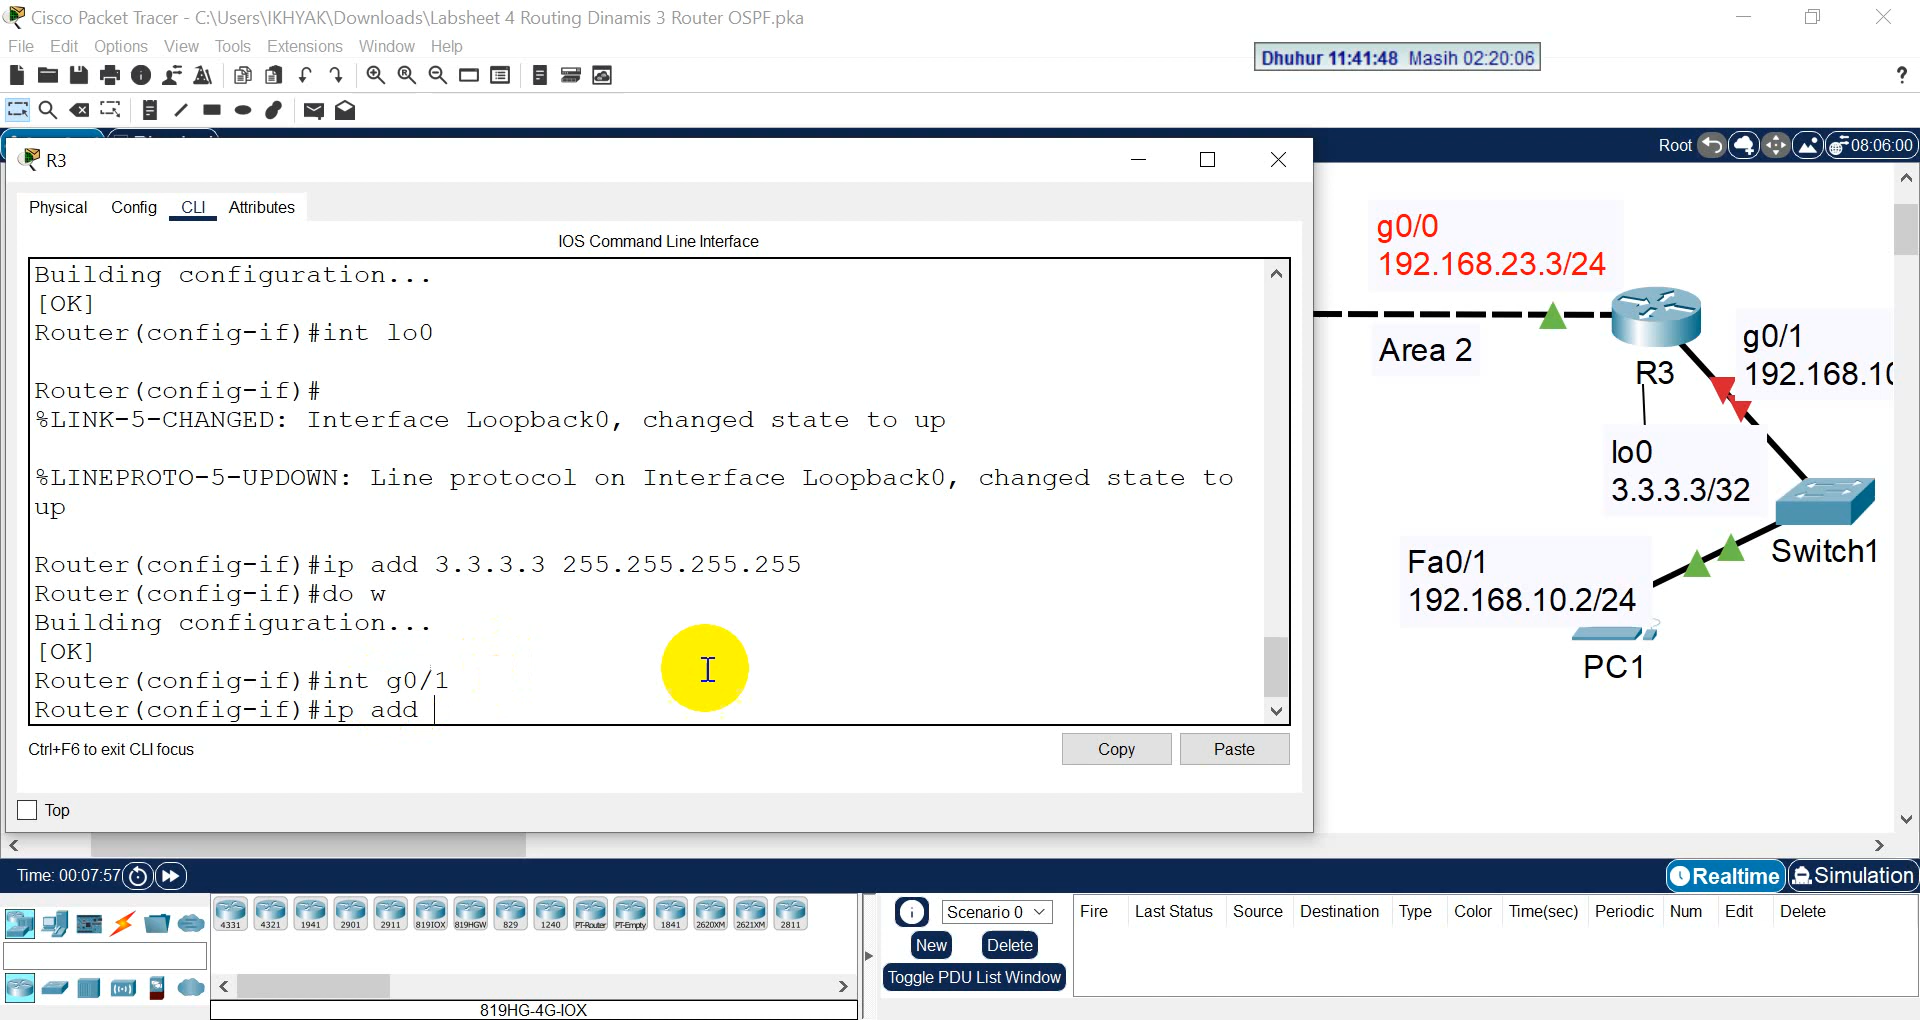 Cisco Packet Tracer - C:\Users\IKHYAK\Downloads\Labsheet 4 Routing Dinamis 3 Router OSPF.pka
File Edit Options View Tools Extensions Window Help
Dhuhur 11:41:48 Masih 02:20:06
?
Root 08:06:00
R3
Physical Config CLI Attributes
IOS Command Line Interface
Building configuration...
[OK]
Router(config-if)#int lo0
Router(config-if)#
%LINK-5-CHANGED: Interface Loopback0, changed state to up
%LINEPROTO-5-UPDOWN: Line protocol on Interface Loopback0, changed state to
up
Router(config-if)#ip add 3.3.3.3 255.255.255.255
Router(config-if)#do w
Building configuration...
[OK]
Router(config-if)#int g0/1
Router(config-if)#ip add
Ctrl+F6 to exit CLI focus
Copy Paste
Top
g0/0
192.168.23.3/24
Area 2
R3
g0/1
192.168.10
lo0
3.3.3.3/32
Switch1
Fa0/1
192.168.10.2/24
PC1
Time: 00:07:57
Realtime Simulation
4331 4321 1941 2901 2911 819IOX 819HGW 829 1240 PT-Router PT-Empty 1841 2620XM 2621XM 2811
819HG-4G-IOX
Scenario 0
New Delete
Toggle PDU List Window
Fire Last Status Source Destination Type Color Time(sec) Periodic Num Edit Delete